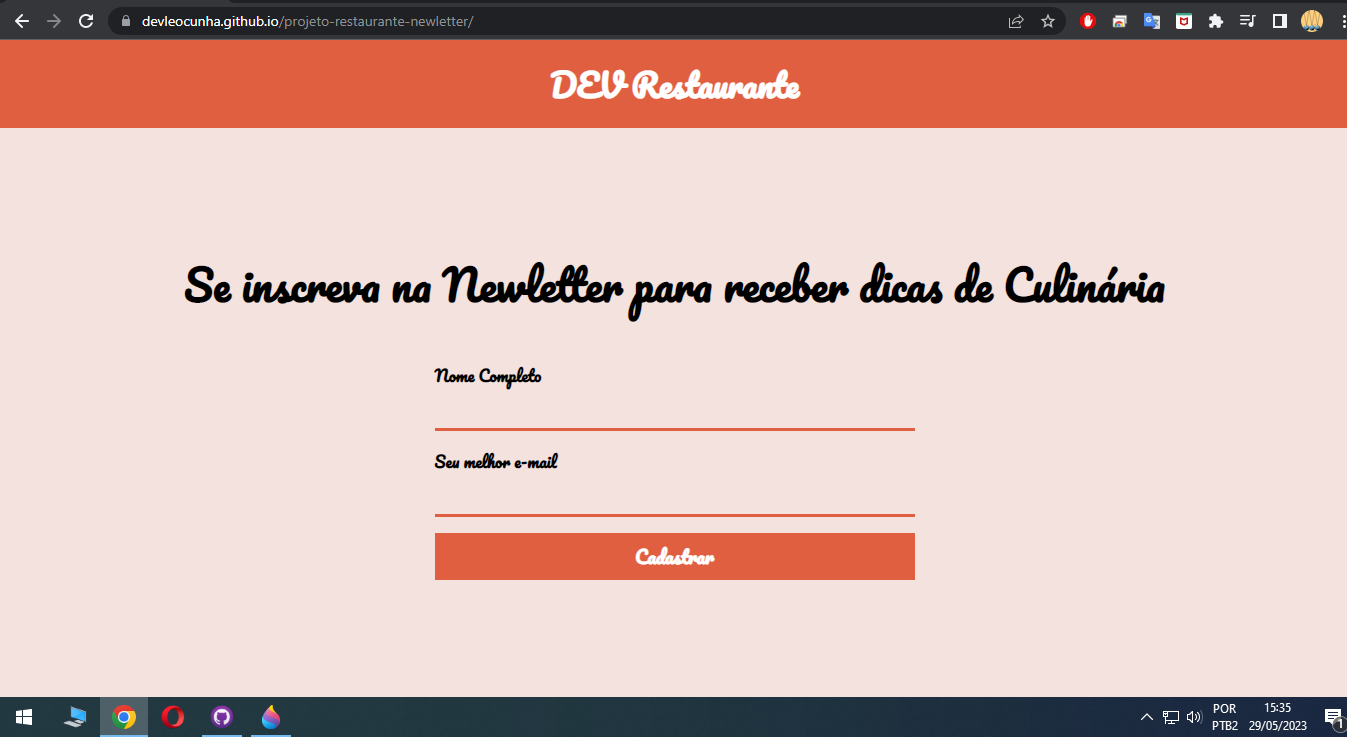 devleocunha.github.io/projeto-restaurante-newletter/
DEV Restaurante
Se inscreva na Newletter para receber dicas de Culinária
Nome Completo
Seu melhor e-mail
Cadastrar
POR
PTB2
15:35
29/05/2023
1